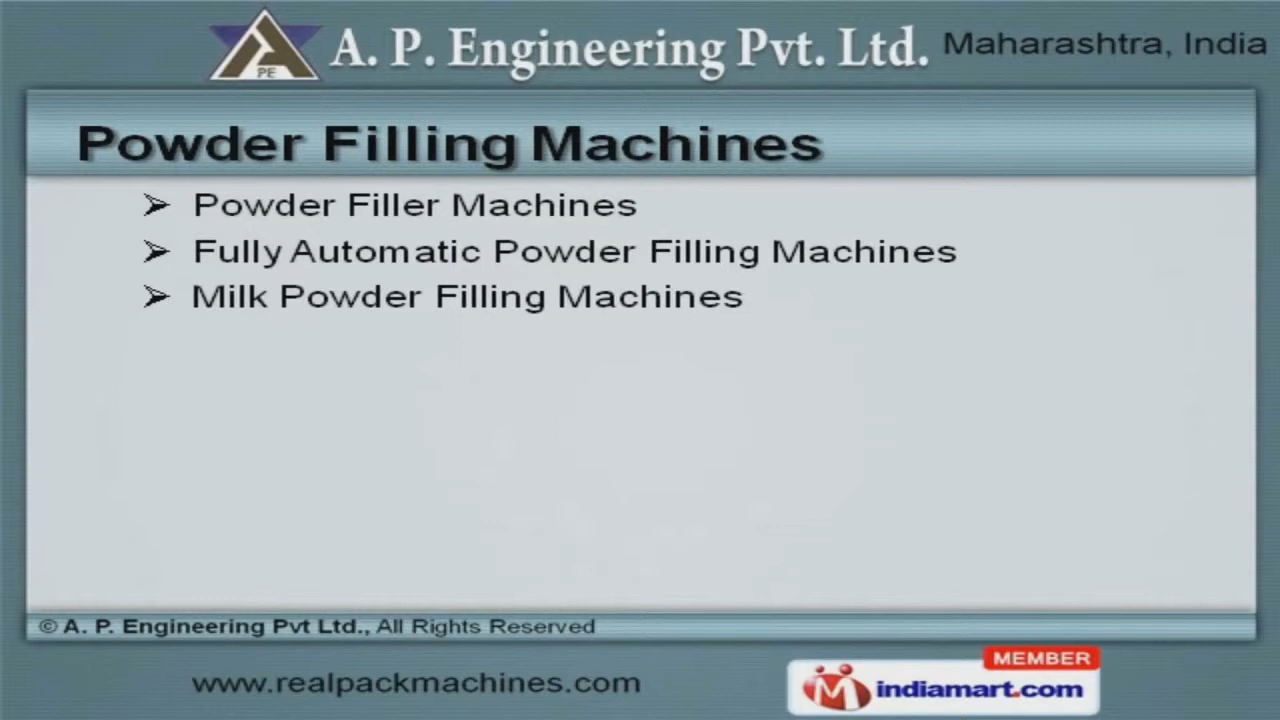 A. P. Engineering Pvt. Ltd. Maharashtra, India
PE
Powder Filling Machines
Powder Filler Machines
Fully Automatic Powder Filling Machines
Milk Powder Filling Machines
© A. P. Engineering Pvt Ltd., All Rights Reserved
MEMBER
www.realpackmachines.com
indiamart.com